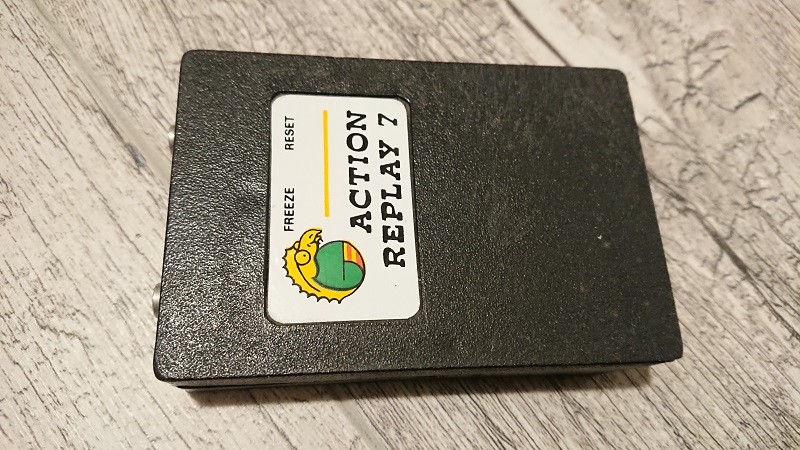 FREEZE RESET
ACTION
REPLAY 7